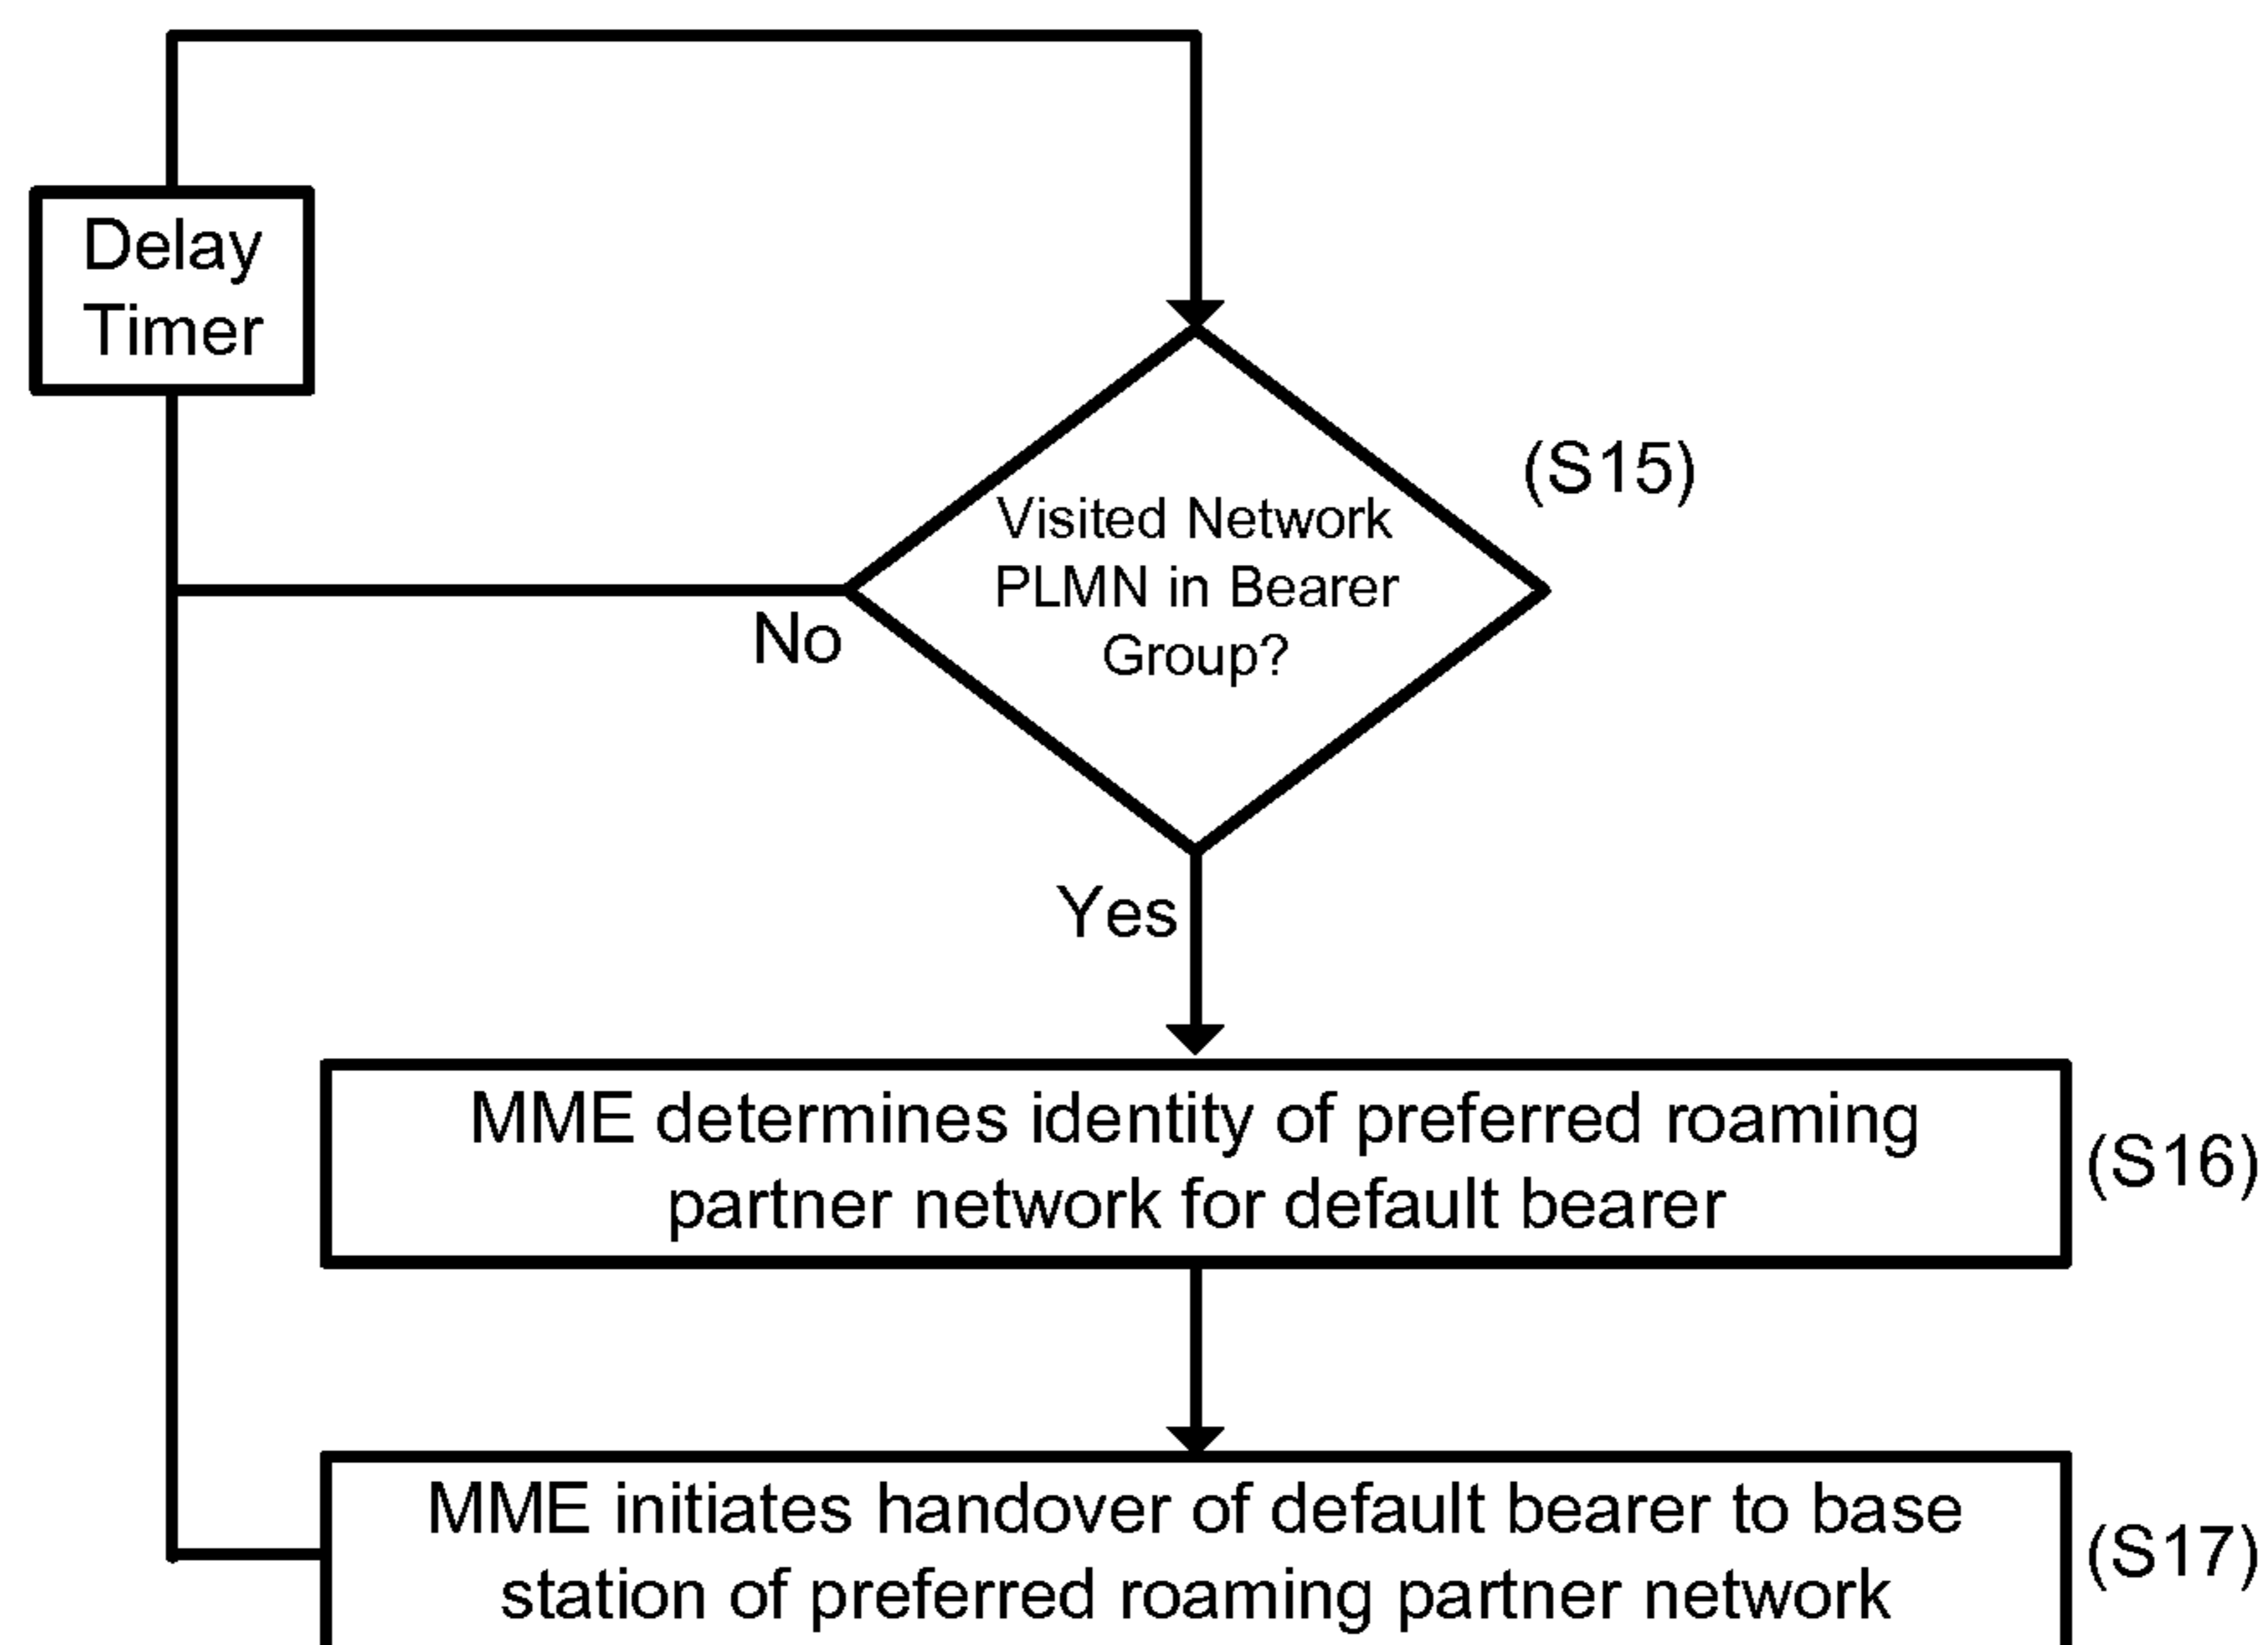 Delay
Timer
(S15)
Visited Network
PLMN in Bearer
Group?
No
Yes
MME determines identity of preferred roaming
partner network for default bearer
(S16)
MME initiates handover of default bearer to base
station of preferred roaming partner network
(S17)